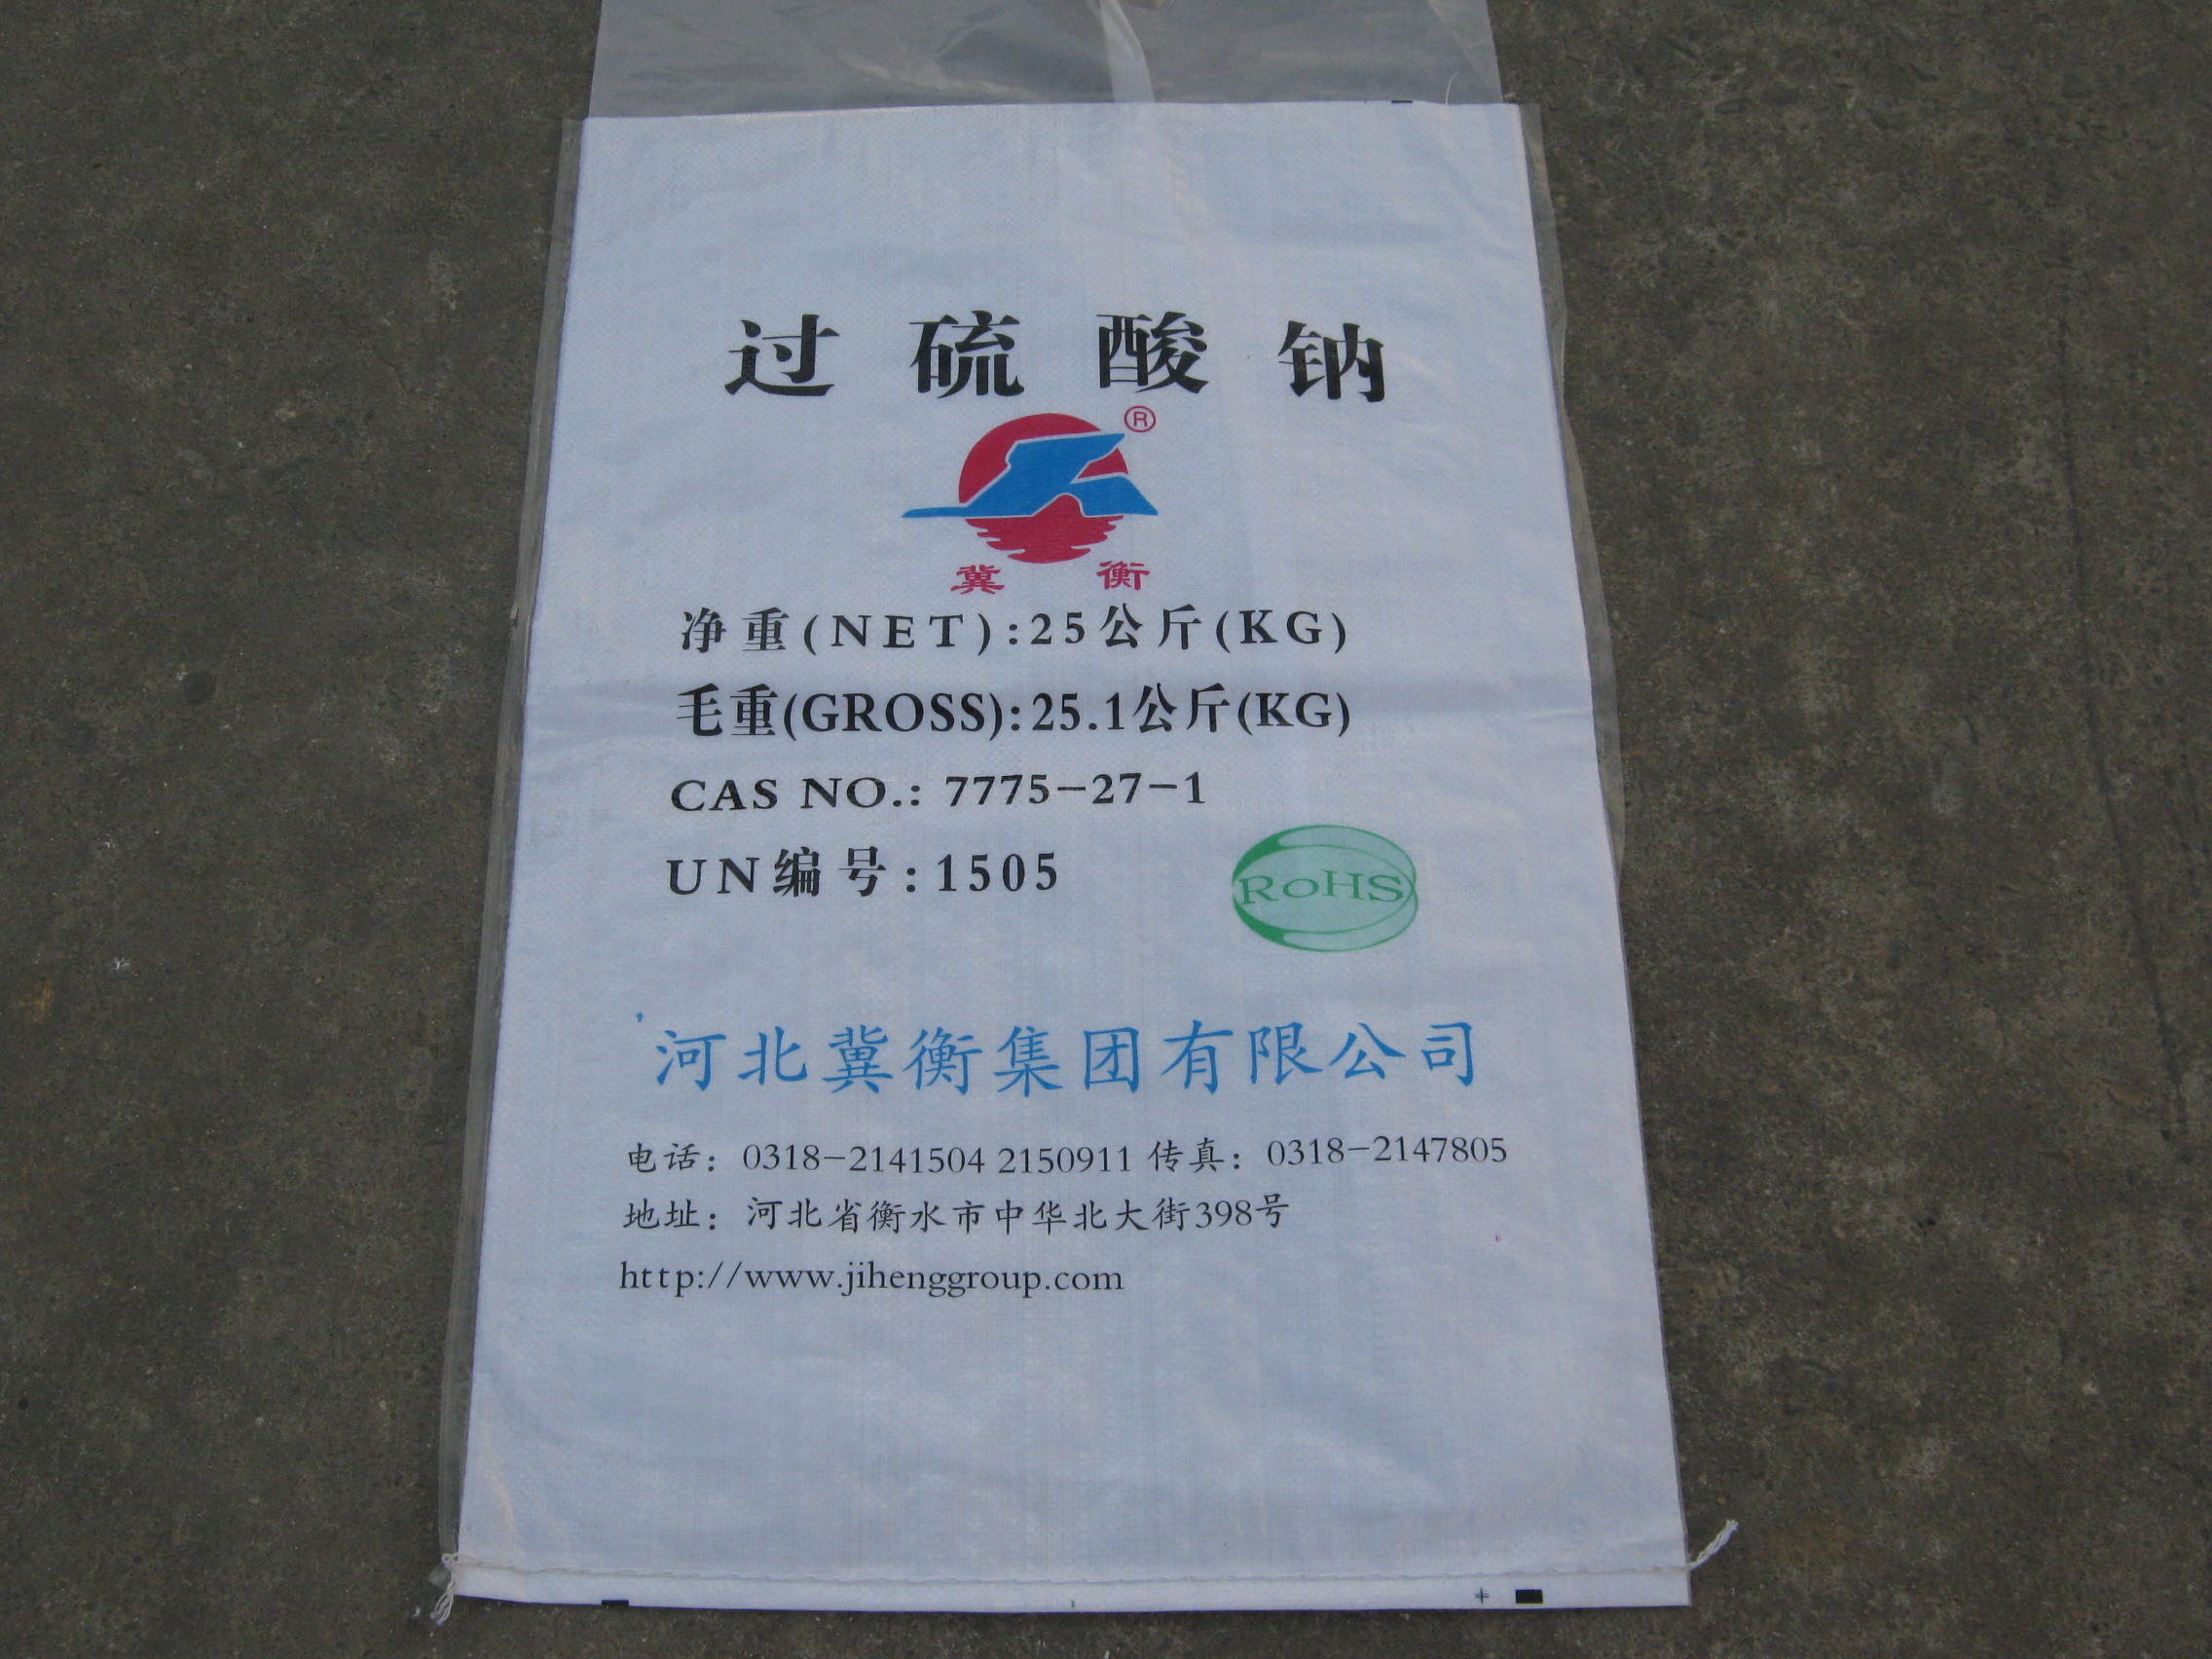 过硫酸钠
®
冀衡
净重(NET):25公斤(KG)
毛重(GROSS):25.1公斤(KG)
CAS NO.: 7775-27-1
UN编号:1505
RoHS
河北冀衡集团有限公司
电话：0318-2141504 2150911 传真：0318-2147805
地址：河北省衡水市中华北大街398号
http://www.jihenggroup.com